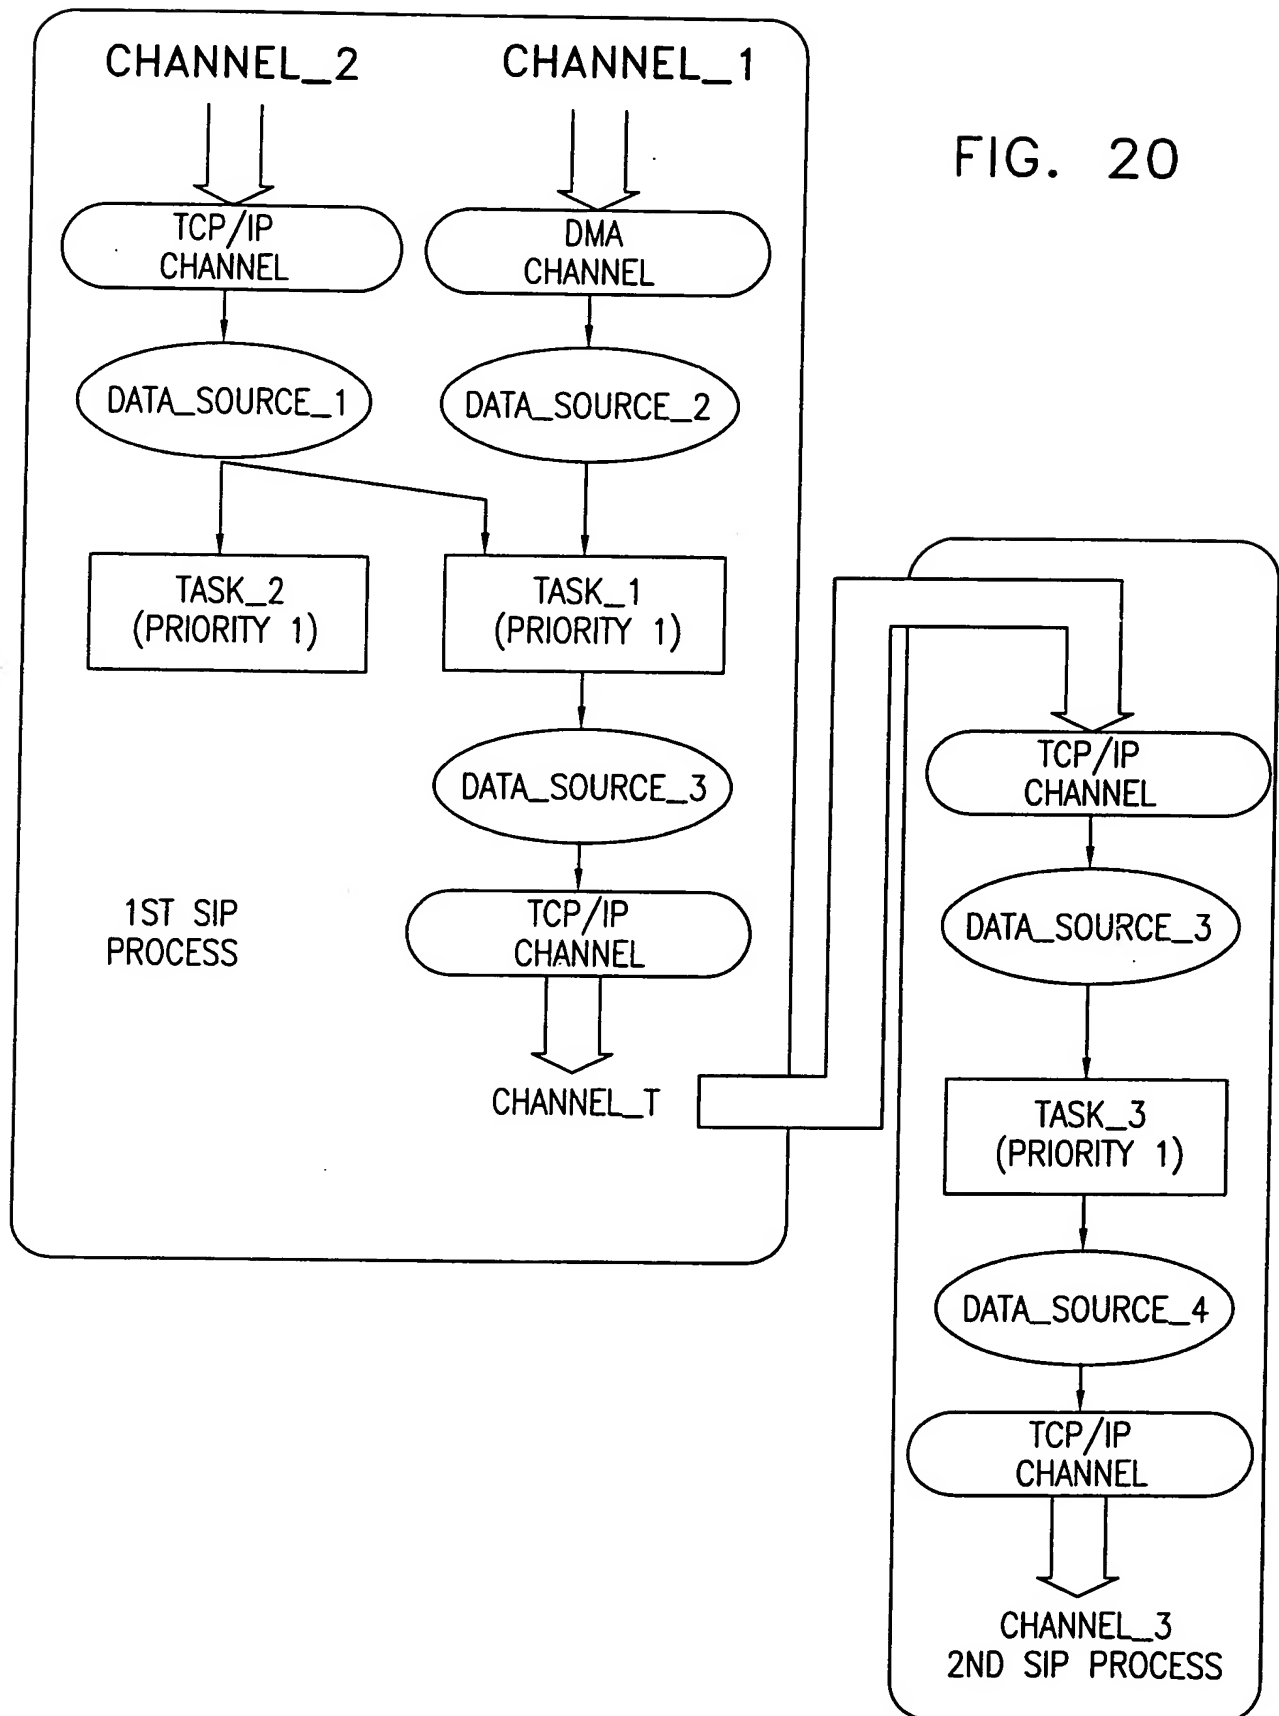 CHANNEL_2
CHANNEL_1
FIG. 20
TCP/IP
CHANNEL
DMA
CHANNEL
DATA_SOURCE_1
DATA_SOURCE_2
TASK_2
(PRIORITY 1)
TASK_1
(PRIORITY 1)
DATA_SOURCE_3
1ST SIP
PROCESS
TCP/IP
CHANNEL
CHANNEL_T
TCP/IP
CHANNEL
DATA_SOURCE_3
TASK_3
(PRIORITY 1)
DATA_SOURCE_4
TCP/IP
CHANNEL
CHANNEL_3
2ND SIP PROCESS